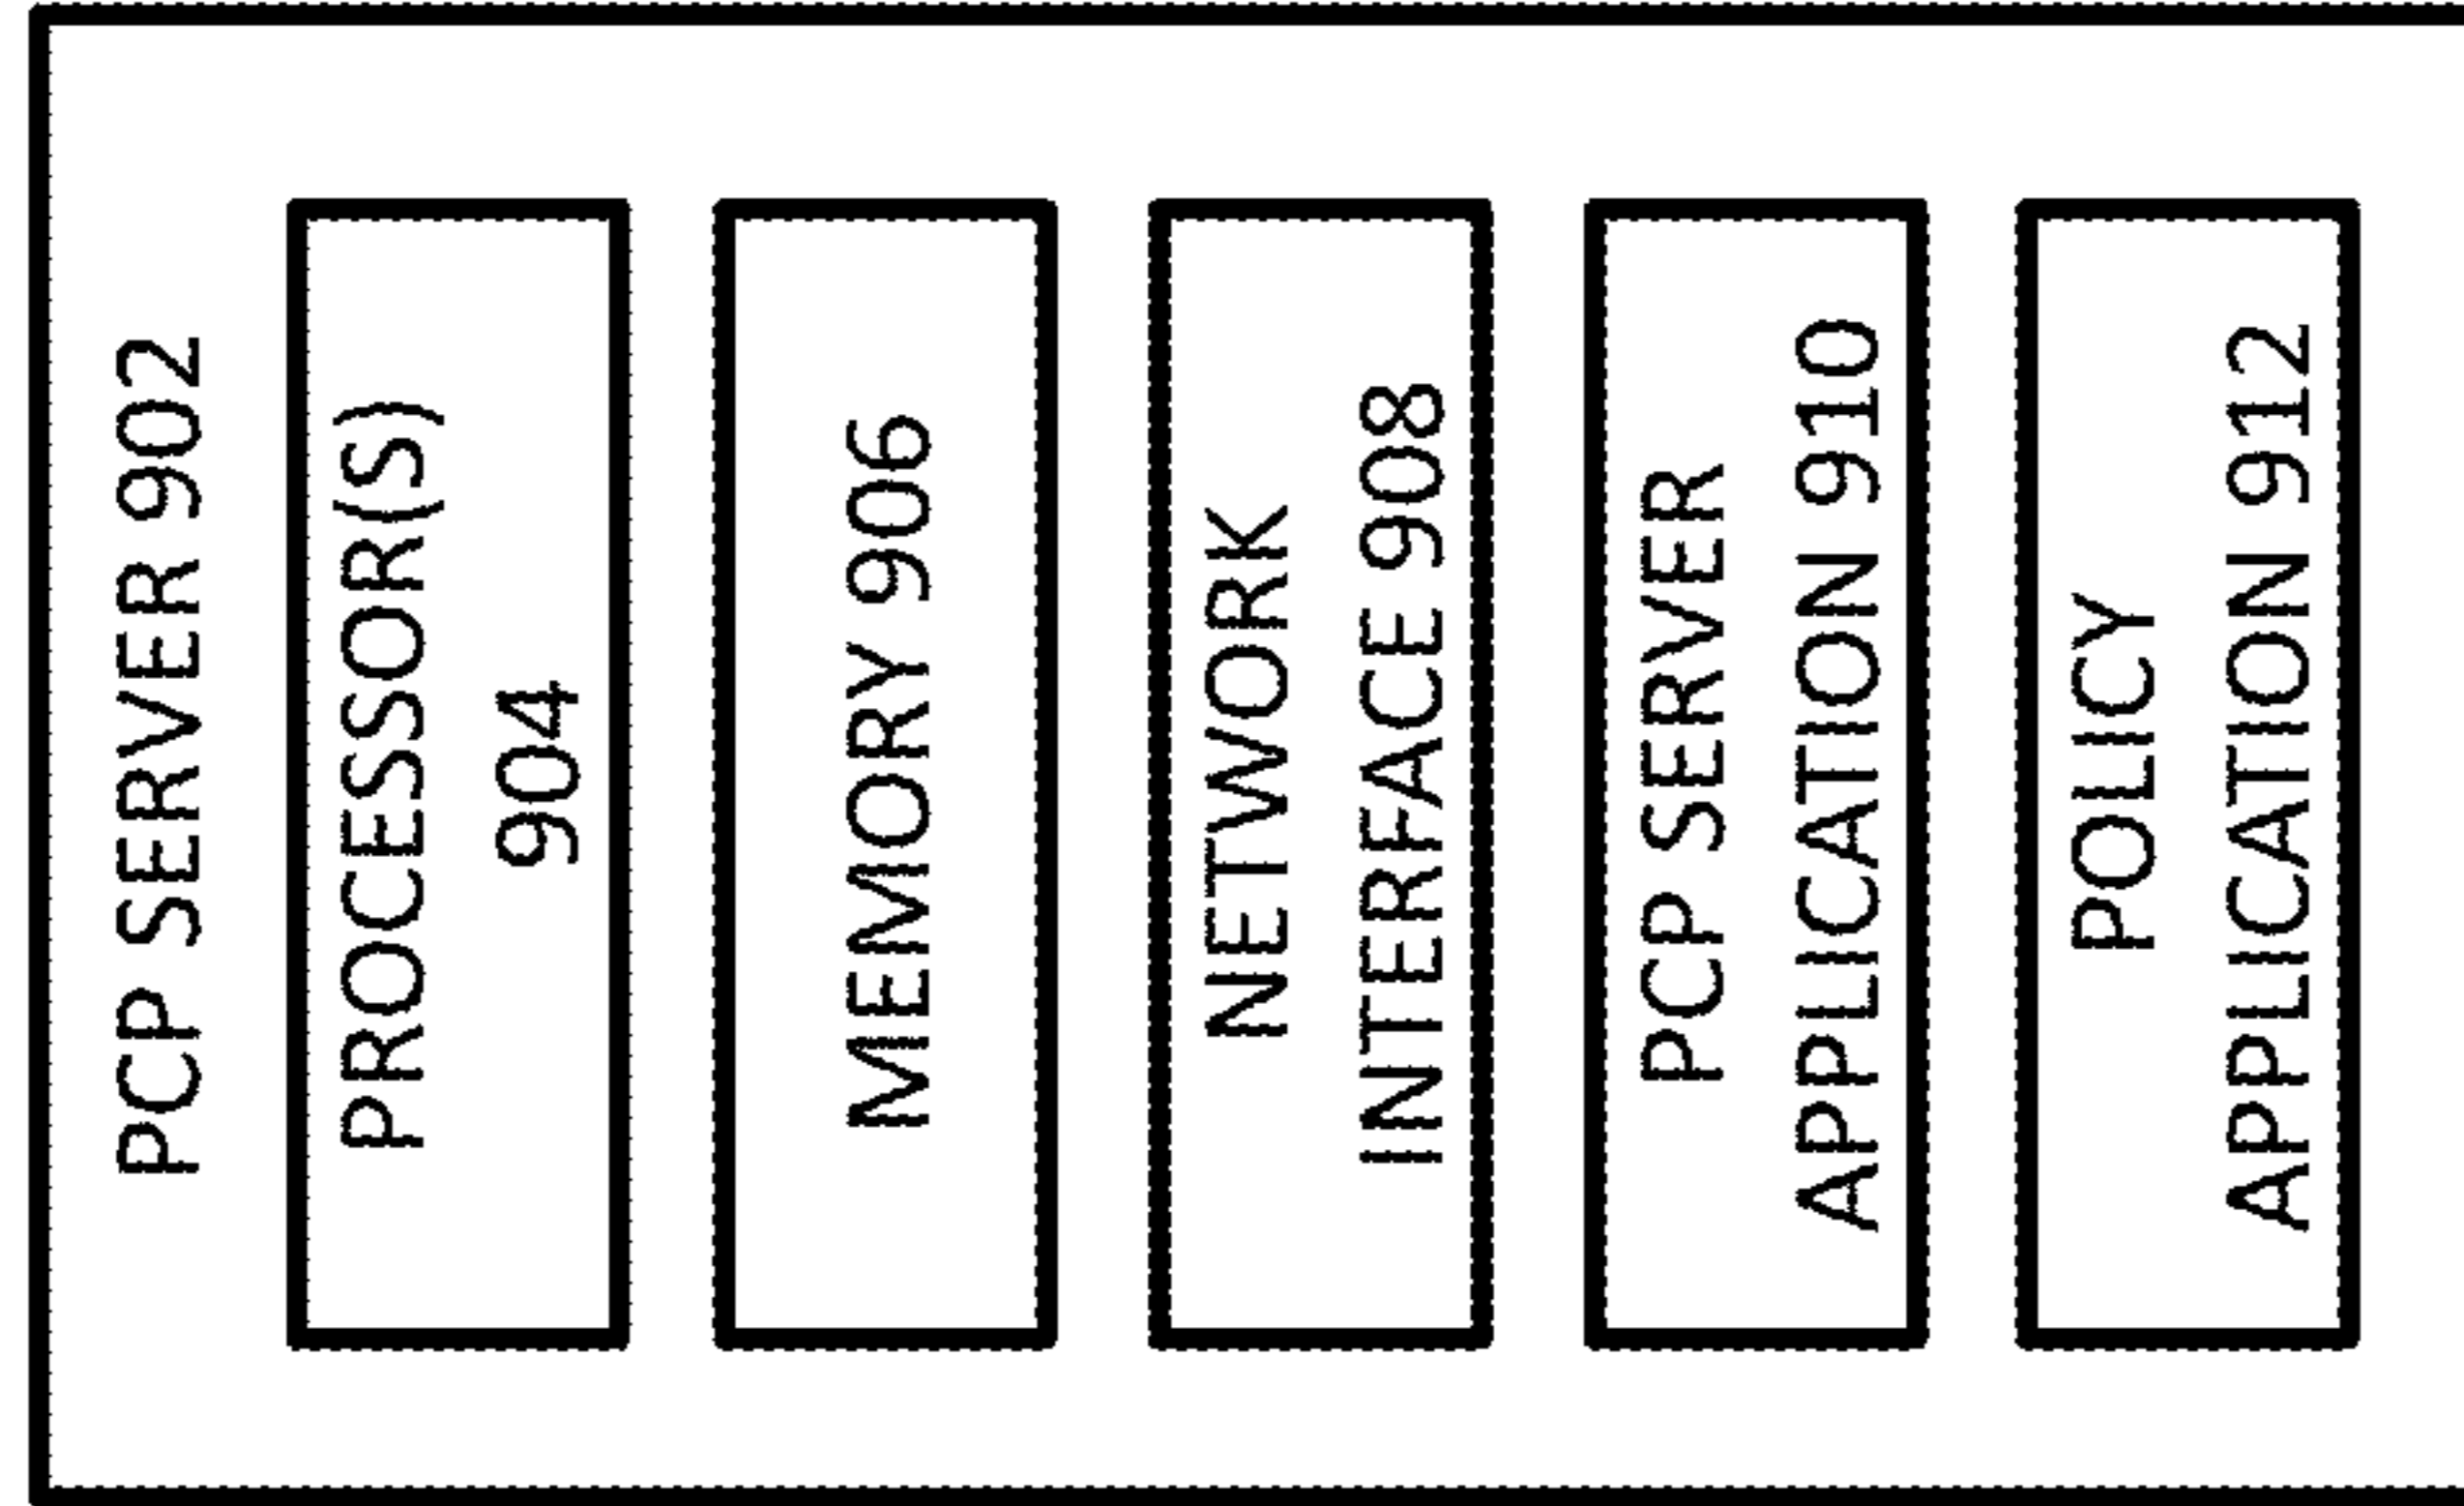 PCP SERVER 902
PROCESSOR(S)
904
MEMORY 906
NETWORK
INTERFACE 908
PCP SERVER
APPLICATION 910
POLICY
APPLICATION 912